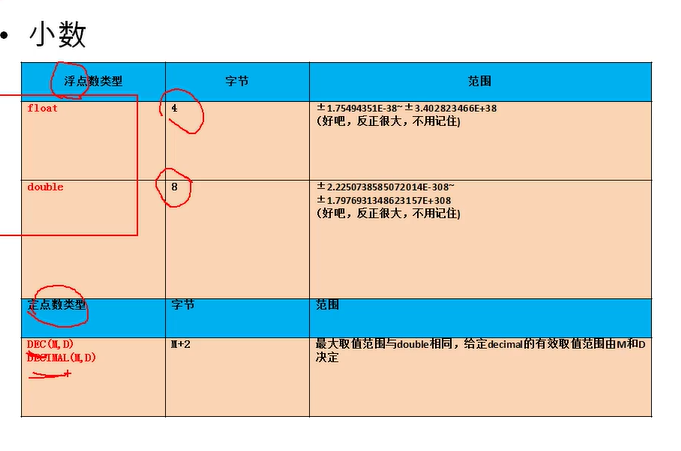 • 小数
浮点数类型 字节 范围
float 4 ±1.75494351E-38~±3.402823466E+38
(好吧，反正很大，不用记住)
double 8 ±2.2250738585072014E-308~
±1.7976931348623157E+308
(好吧，反正很大，不用记住)
定点数类型 字节 范围
DEC(M,D) M+2 最大取值范围与double相同，给定decimal的有效取值范围由M和D
DECIMAL(M,D) 决定